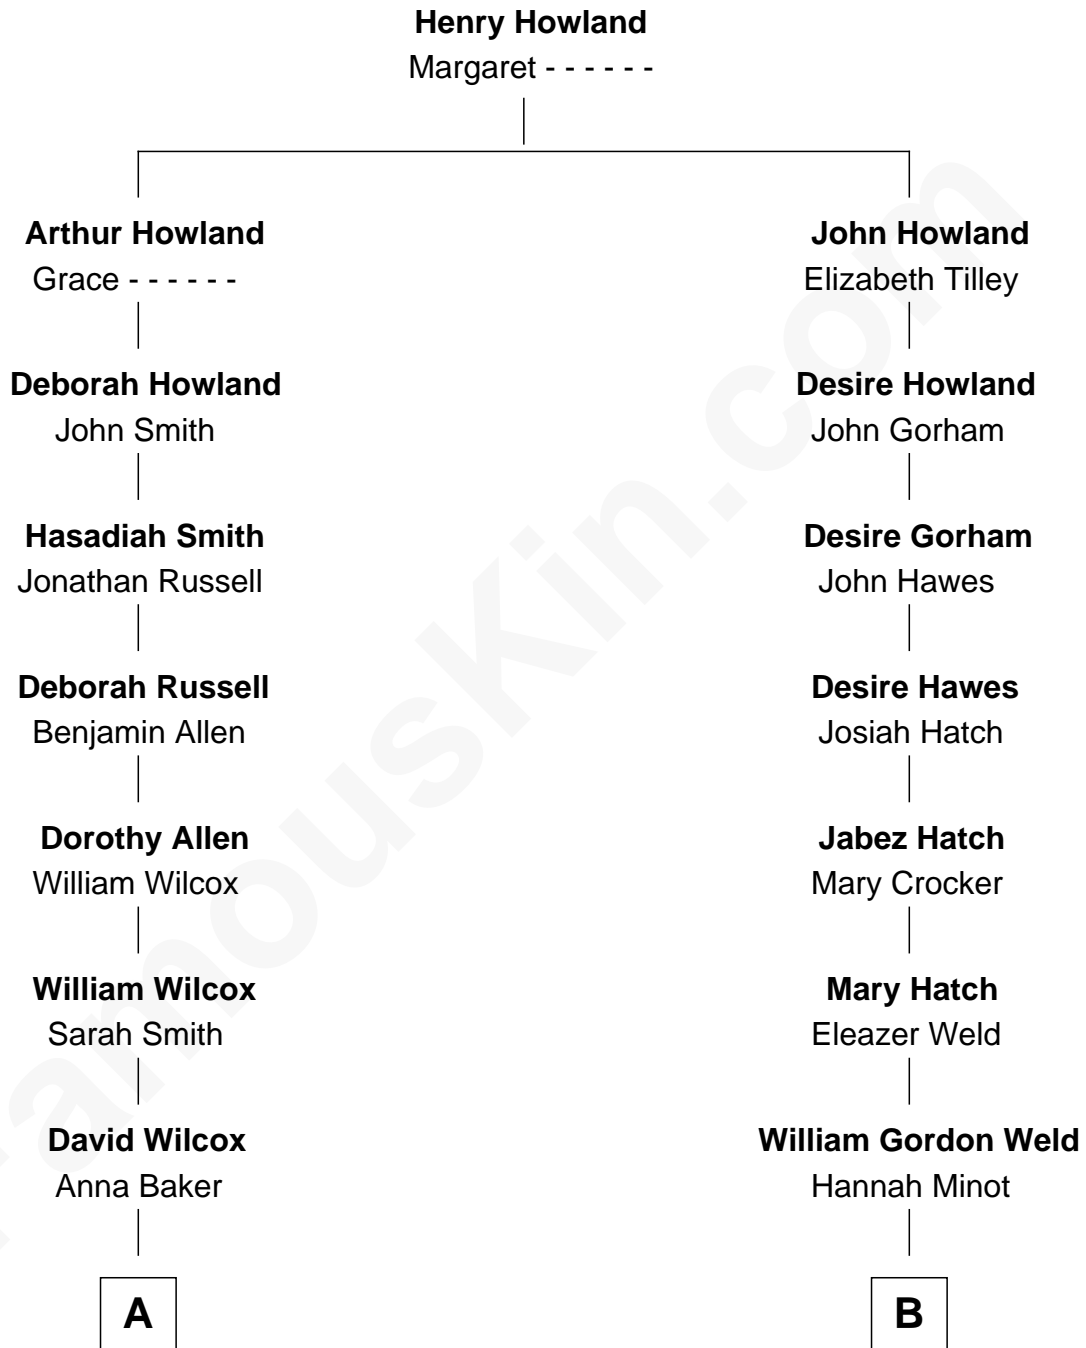 Henry Howland
Margaret - - - - - -
Arthur Howland
Grace - - - - - -
John Howland
Elizabeth Tilley
Deborah Howland
John Smith
Desire Howland
John Gorham
Hasadiah Smith
Jonathan Russell
Desire Gorham
John Hawes
Deborah Russell
Benjamin Allen
Desire Hawes
Josiah Hatch
Dorothy Allen
William Wilcox
Jabez Hatch
Mary Crocker
William Wilcox
Sarah Smith
Mary Hatch
Eleazer Weld
David Wilcox
Anna Baker
William Gordon Weld
Hannah Minot
A
B
FamousKin.com